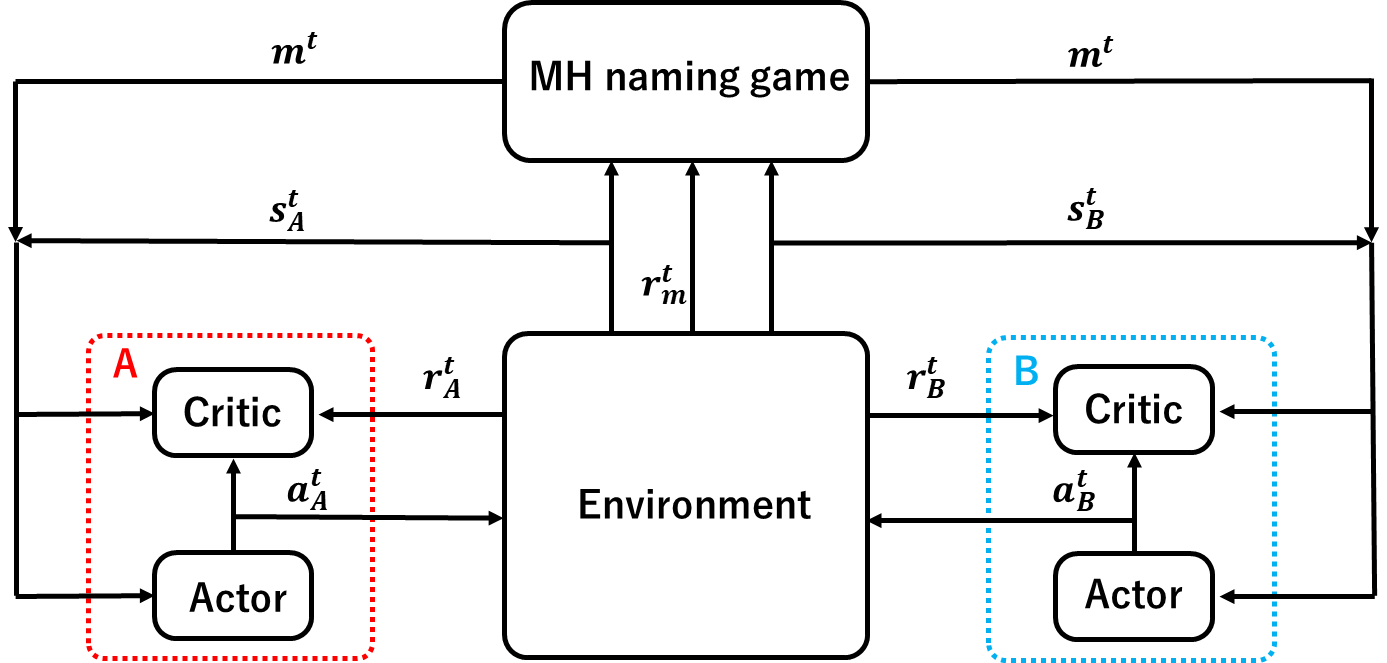 m^t
MH naming game
m^t
s_A^t
s_B^t
r_m^t
A
Critic
r_A^t
r_B^t
B
Critic
a_A^t
Environment
a_B^t
Actor
Actor